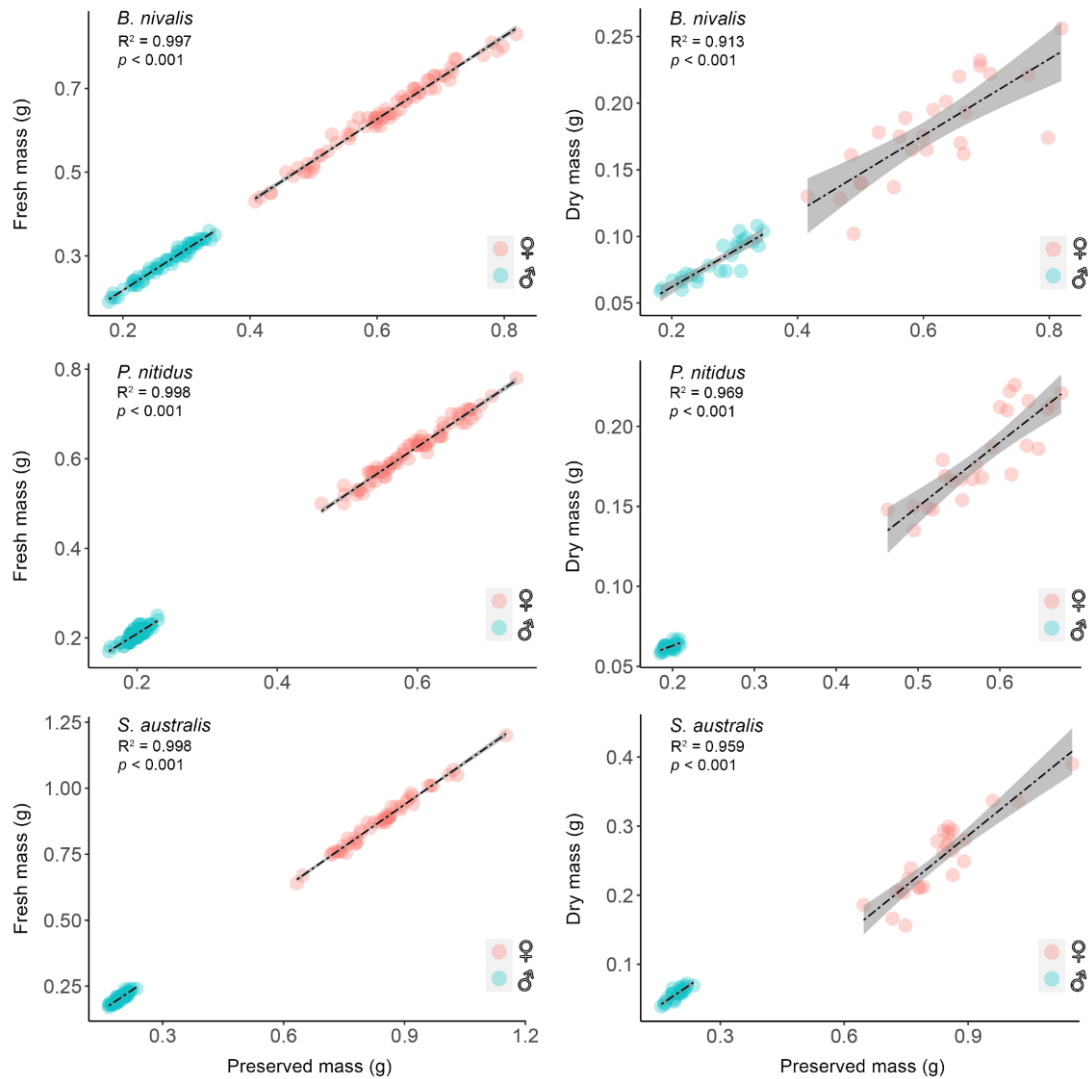 B. nivalis
R² = 0.997
p < 0.001
Fresh mass (g)
0.7
0.5
0.3
0.2 0.4 0.6 0.8
♀
♂
B. nivalis
R² = 0.913
p < 0.001
Dry mass (g)
0.25
0.20
0.15
0.10
0.05
0.2 0.4 0.6 0.8
♀
♂
P. nitidus
R² = 0.998
p < 0.001
Fresh mass (g)
0.8
0.6
0.4
0.2
0.2 0.4 0.6
♀
♂
P. nitidus
R² = 0.969
p < 0.001
Dry mass (g)
0.20
0.15
0.10
0.05
0.2 0.3 0.4 0.5 0.6
♀
♂
S. australis
R² = 0.998
p < 0.001
Fresh mass (g)
1.25
1.00
0.75
0.50
0.25
0.3 0.6 0.9 1.2
Preserved mass (g)
♀
♂
S. australis
R² = 0.959
p < 0.001
Dry mass (g)
0.4
0.3
0.2
0.1
0.3 0.6 0.9
Preserved mass (g)
♀
♂